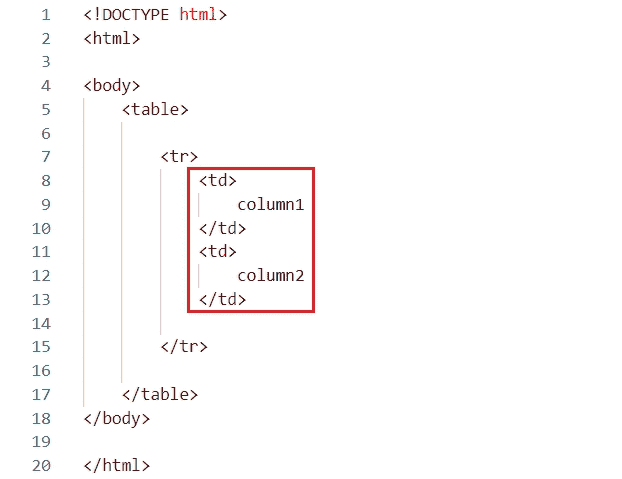 1 <!DOCTYPE html>
2 <html>
3
4 <body>
5 <table>
6
7 <tr>
8 <td>
9 column1
10 </td>
11 <td>
12 column2
13 </td>
14
15 </tr>
16
17 </table>
18 </body>
19
20 </html>